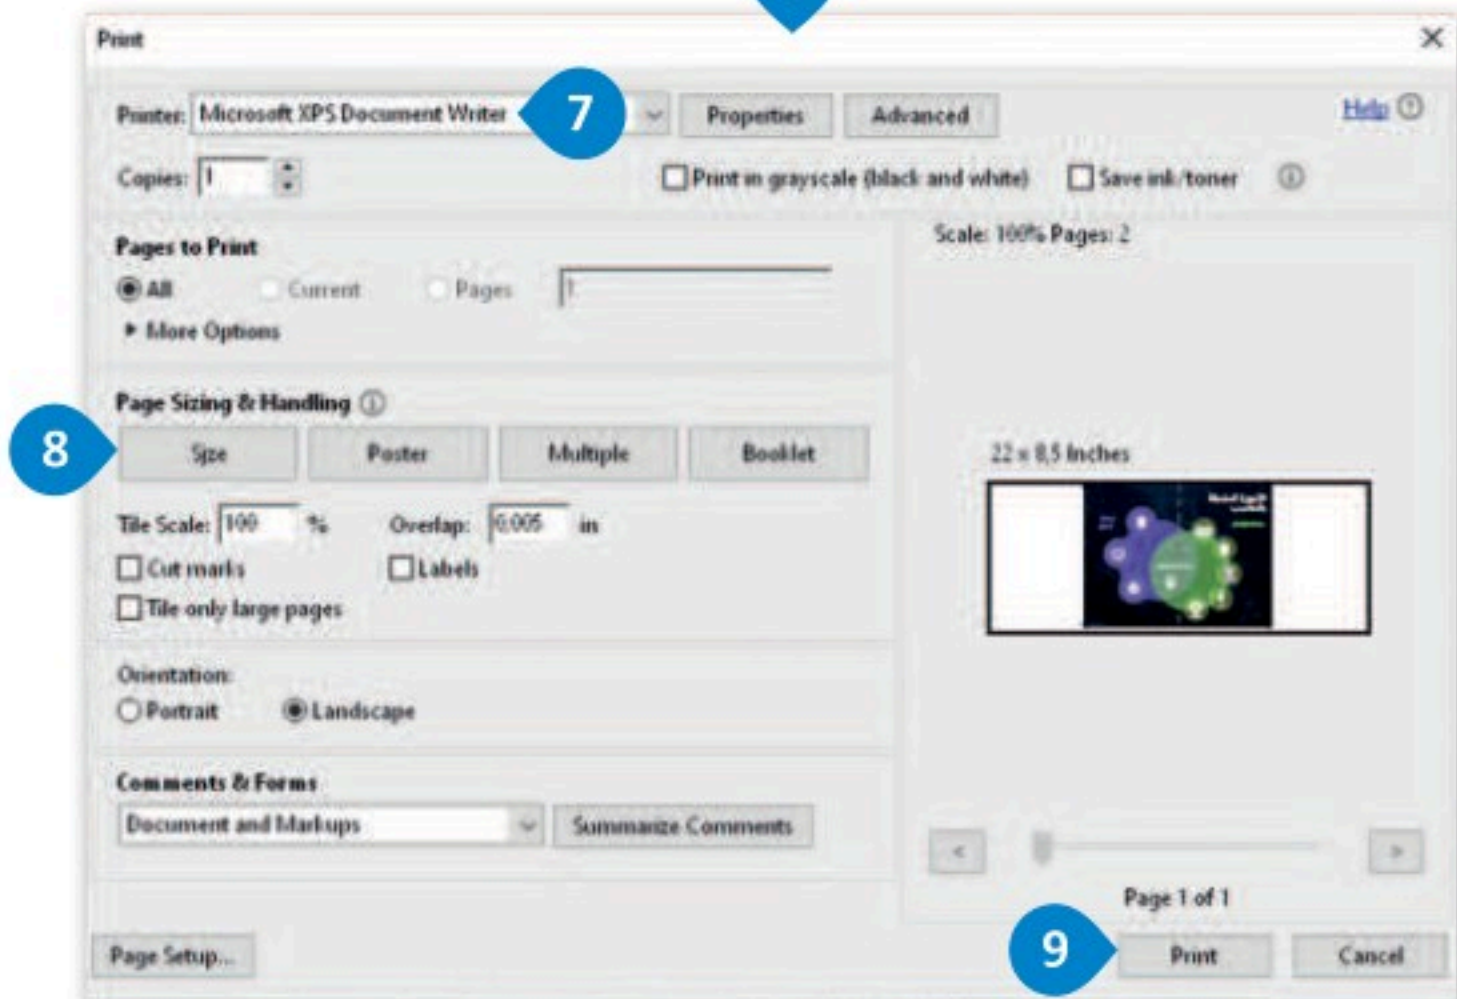 Print
Printer: Microsoft XPS Document Writer 7 Properties Advanced Help
Copies: 1 Print in grayscale (black and white) Save ink/toner
Pages to Print
All Current Pages 1
More Options
Scale: 100% Pages: 2
Page Sizing & Handling
8 Size Poster Multiple Booklet
Tile Scale: 100 % Overlap: 0,005 in
Cut marks Labels
Tile only large pages
22 x 8,5 Inches
Orientation:
Portrait Landscape
Comments & Forms
Document and Markups Summarize Comments
< >
Page 1 of 1
Page Setup... 9 Print Cancel